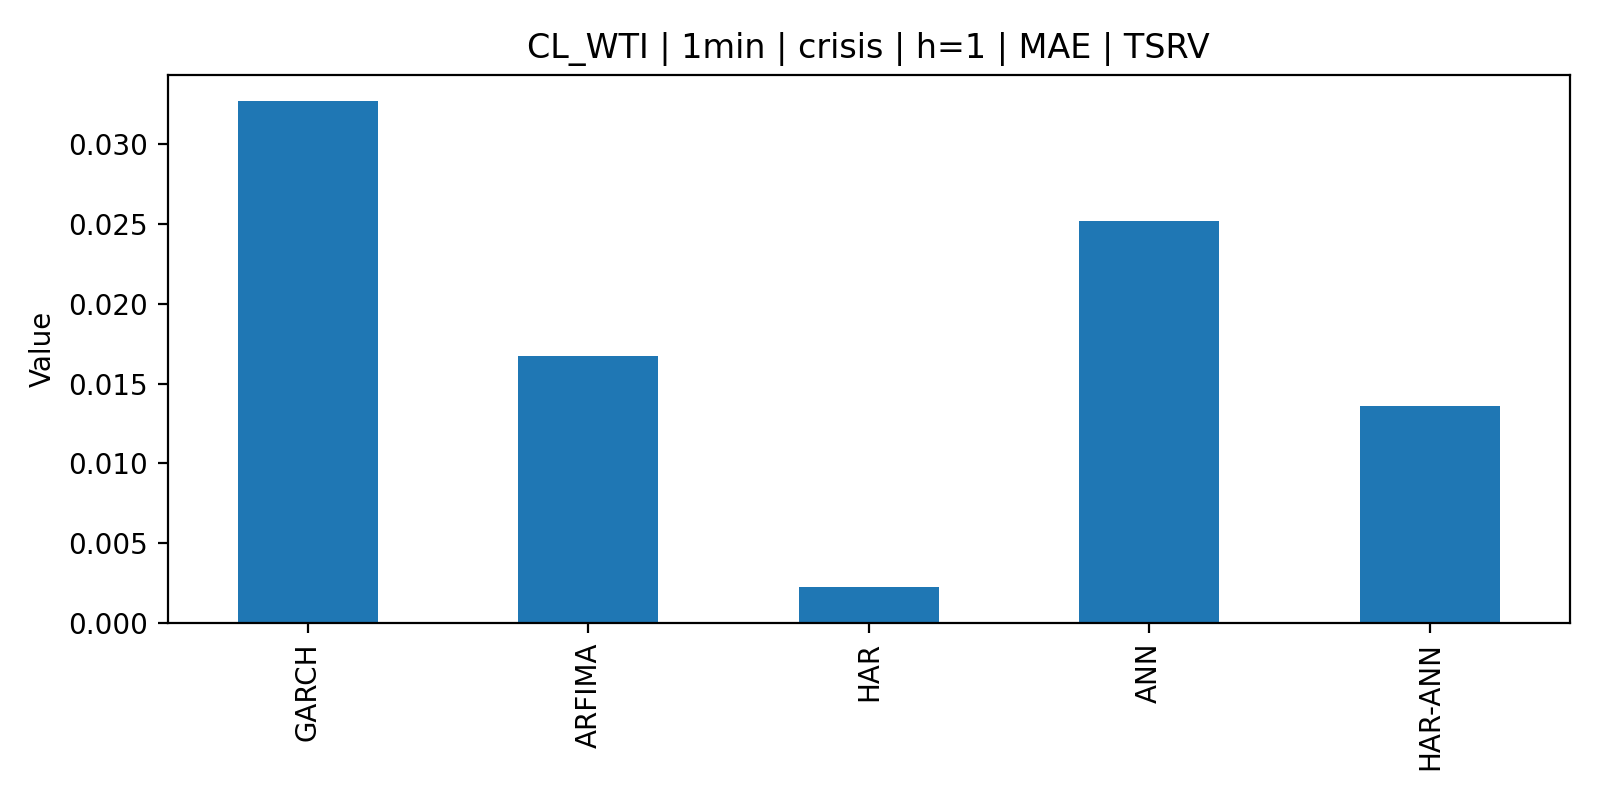 CL_WTI | 1min | crisis | h=1 | MAE | TSRV
Value
0.030
0.025
0.020
0.015
0.010
0.005
0.000
GARCH
ARFIMA
HAR
ANN
HAR-ANN